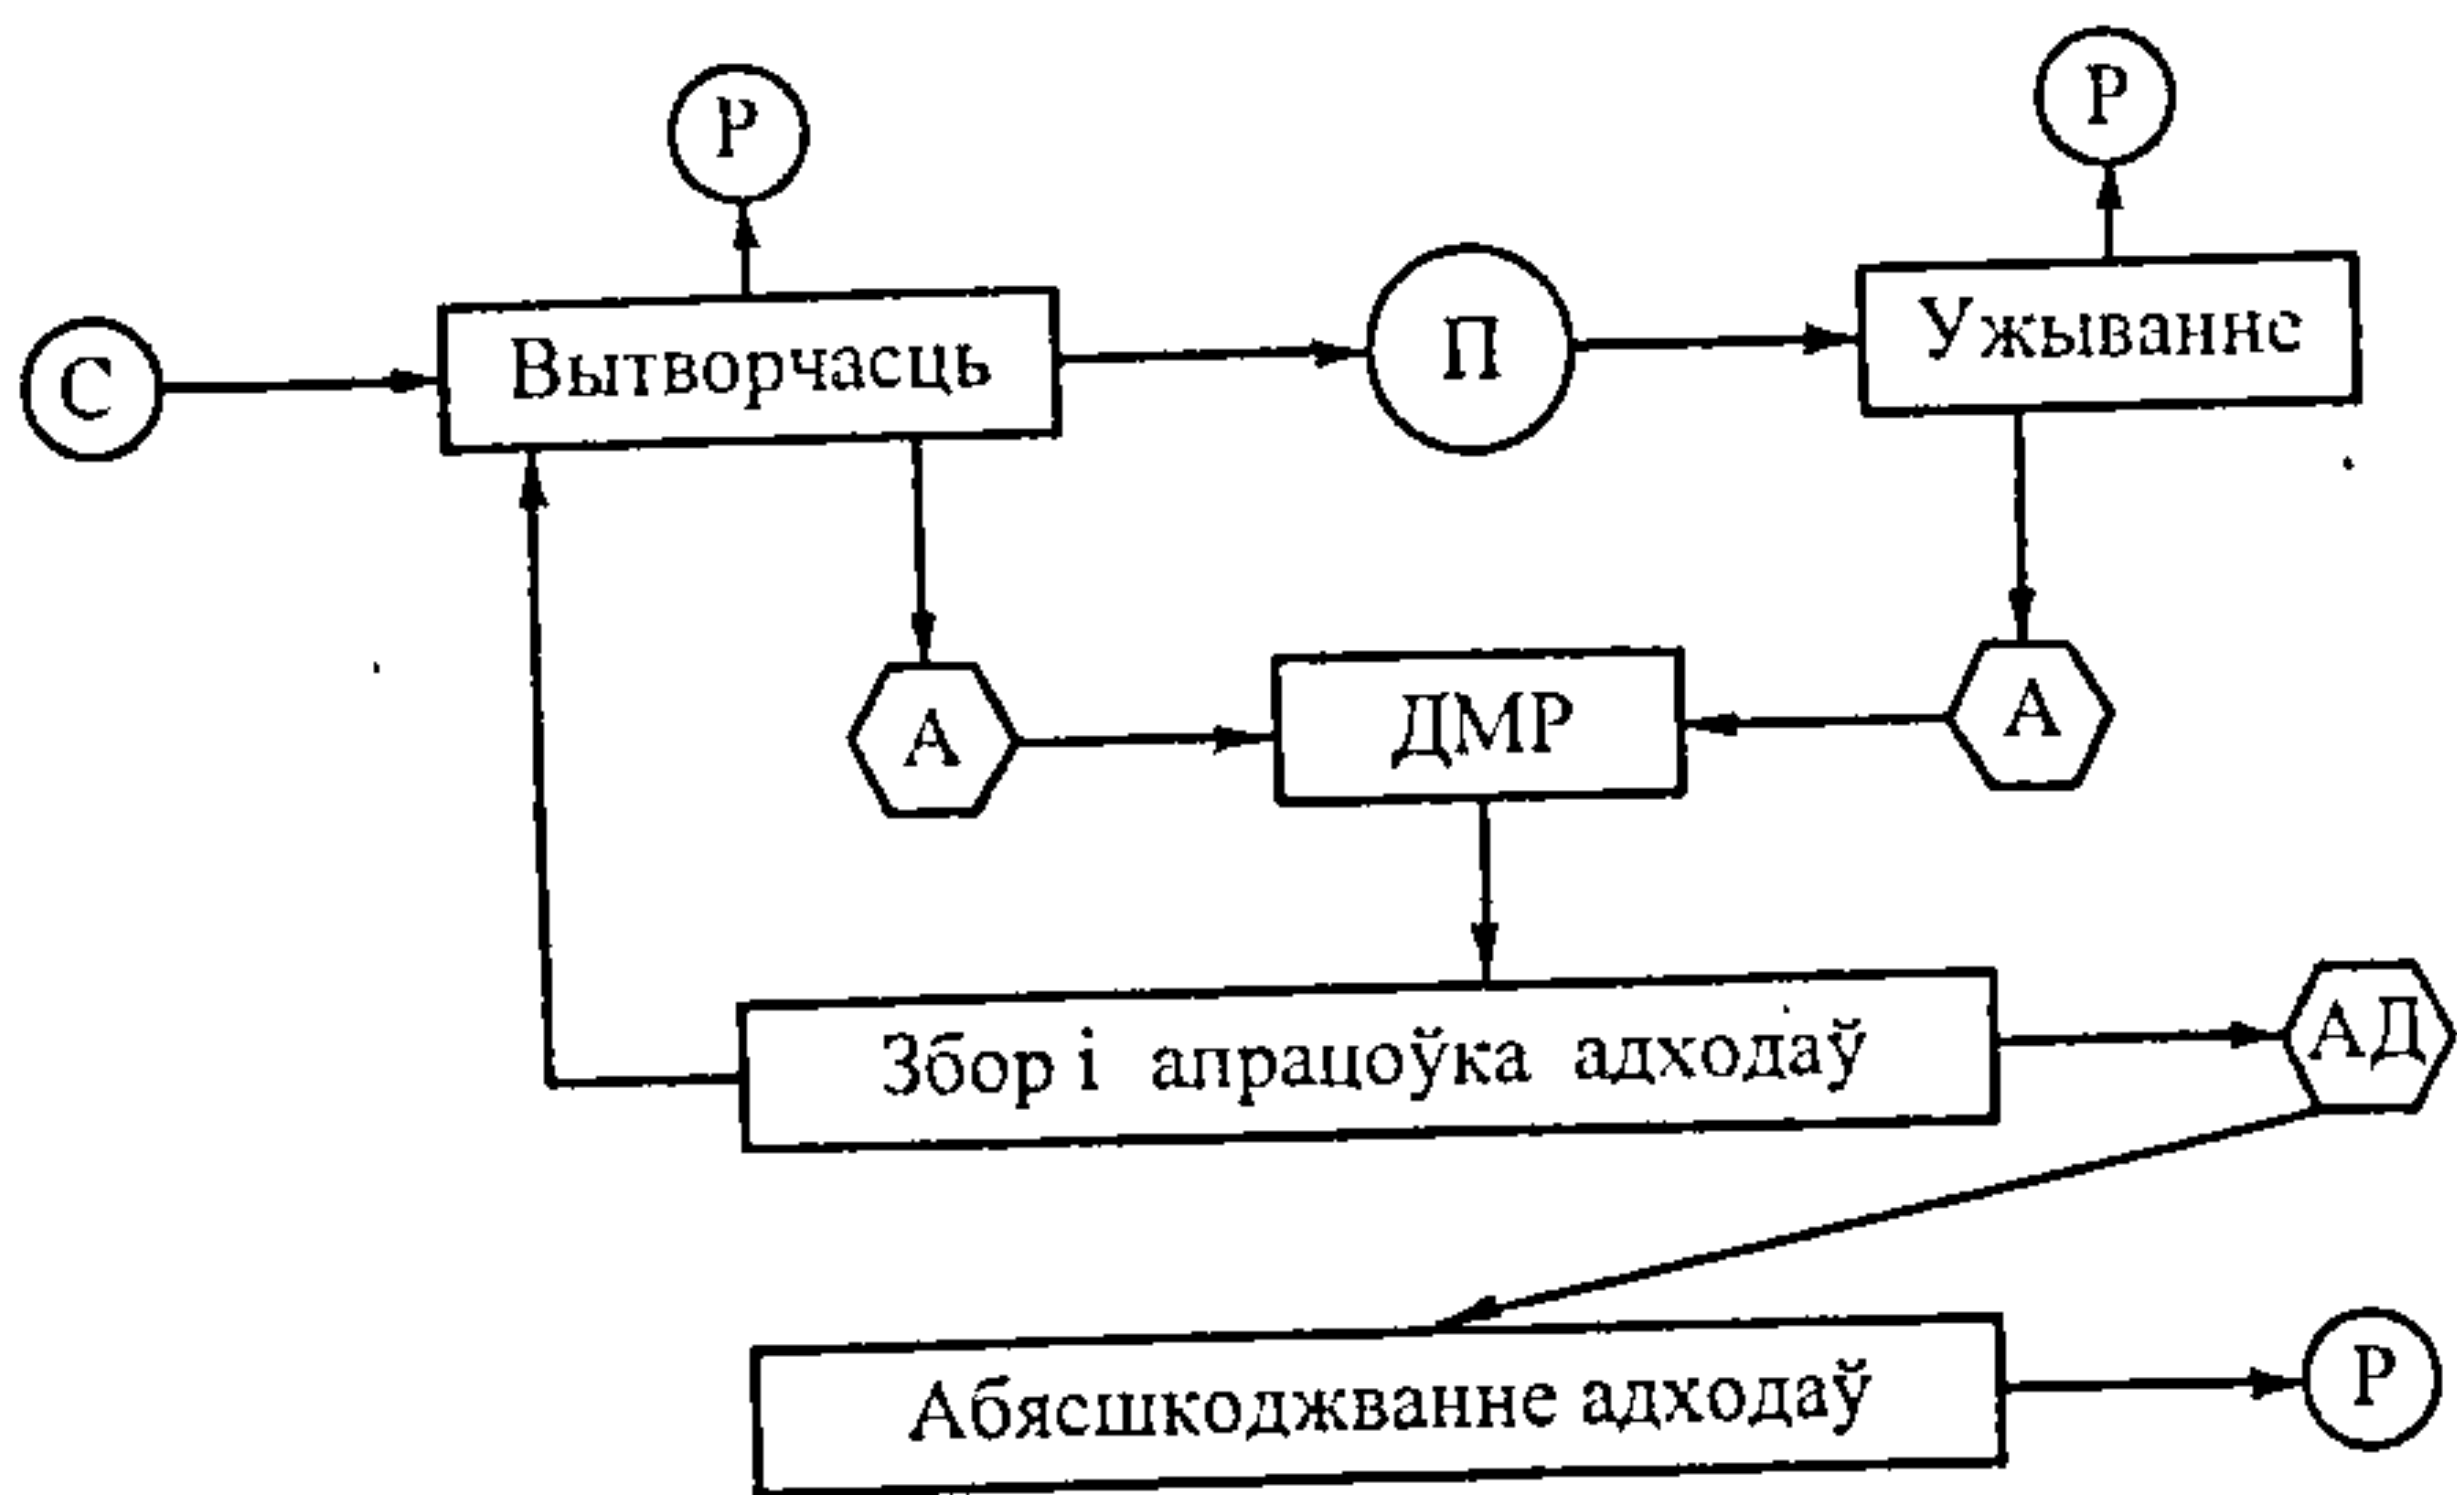 Р
Р
С
Вытворчасць
П
Ужыванне
А
ДМР
А
Збор і апрацоўка адходаў
АД
Абясшкоджванне адходаў
Р